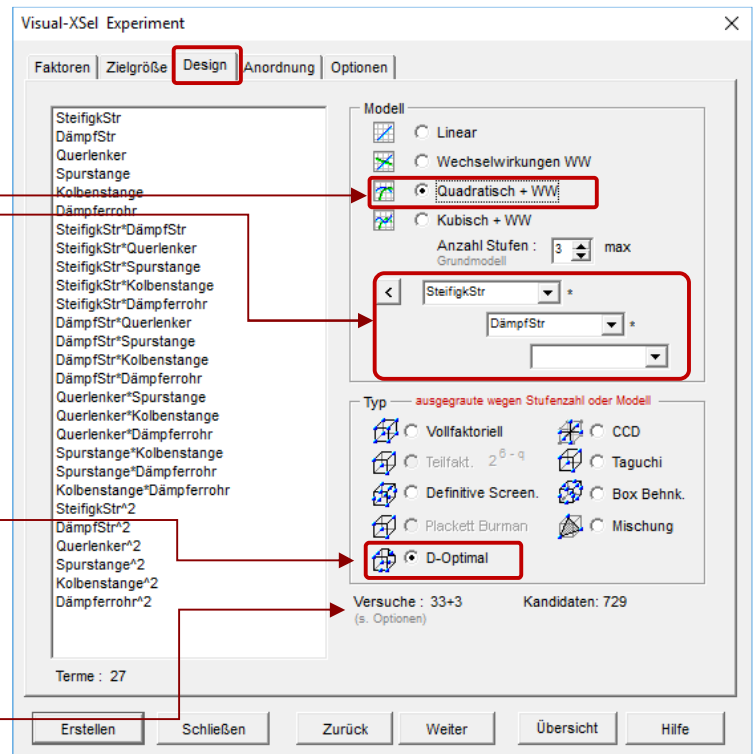 Visual-XSel Experiment
Faktoren Zielgröße Design Anordnung Optionen
SteifigkStr
DämpfStr
Querlenker
Spurstange
Kolbenstange
Dämpferrohr
SteifigkStr*DämpfStr
SteifigkStr*Querlenker
SteifigkStr*Spurstange
SteifigkStr*Kolbenstange
SteifigkStr*Dämpferrohr
DämpfStr*Querlenker
DämpfStr*Spurstange
DämpfStr*Kolbenstange
DämpfStr*Dämpferrohr
Querlenker*Spurstange
Querlenker*Kolbenstange
Querlenker*Dämpferrohr
Spurstange*Kolbenstange
Spurstange*Dämpferrohr
Kolbenstange*Dämpferrohr
SteifigkStr^2
DämpfStr^2
Querlenker^2
Spurstange^2
Kolbenstange^2
Dämpferrohr^2
Terme : 27
Modell
Linear
Wechselwirkungen WW
Quadratisch + WW
Kubisch + WW
Anzahl Stufen : 3 max
Grundmodell
< SteifigkStr *
DämpfStr *
Typ ausgegraute wegen Stufenzahl oder Modell
Vollfaktoriell CCD
Teilfakt. 2^6-q Taguchi
Definitive Screen. Box Behnk.
Plackett Burman Mischung
D-Optimal
Versuche : 33+3 Kandidaten: 729
(s. Optionen)
Erstellen Schließen Zurück Weiter Übersicht Hilfe